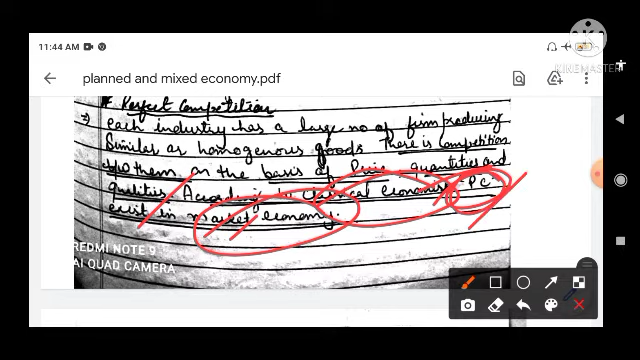 11:44 AM
KINEMASTER
planned and mixed economy.pdf
* Perfect Competition
⇒ each industry has a large no of firm producing
Similar or homogenous goods There is competition
them on the basis of Price quantities and
qualities According to Classical economist P.C
exist in market economy.
REDMI NOTE 9
AI QUAD CAMERA